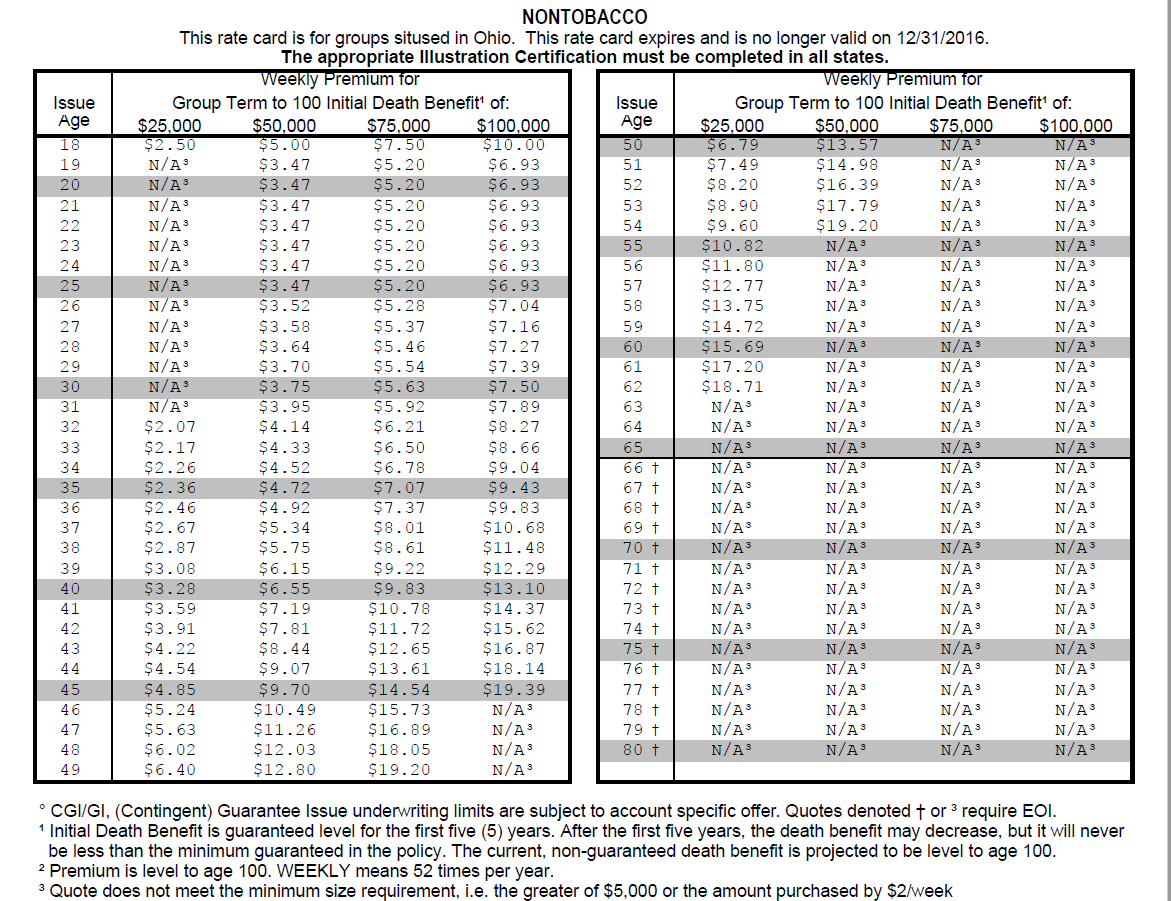 NONTOBACCO
This rate card is for groups sitused in Ohio. This rate card expires and is no longer valid on 12/31/2016.
The appropriate Illustration Certification must be completed in all states.
Weekly Premium for
Issue Group Term to 100 Initial Death Benefit¹ of:
Age $25,000 $50,000 $75,000 $100,000
18 $2.50 $5.00 $7.50 $10.00
19 N/A³ $3.47 $5.20 $6.93
20 N/A³ $3.47 $5.20 $6.93
21 N/A³ $3.47 $5.20 $6.93
22 N/A³ $3.47 $5.20 $6.93
23 N/A³ $3.47 $5.20 $6.93
24 N/A³ $3.47 $5.20 $6.93
25 N/A³ $3.47 $5.20 $6.93
26 N/A³ $3.52 $5.28 $7.04
27 N/A³ $3.58 $5.37 $7.16
28 N/A³ $3.64 $5.46 $7.27
29 N/A³ $3.70 $5.54 $7.39
30 N/A³ $3.75 $5.63 $7.50
31 N/A³ $3.95 $5.92 $7.89
32 $2.07 $4.14 $6.21 $8.27
33 $2.17 $4.33 $6.50 $8.66
34 $2.26 $4.52 $6.78 $9.04
35 $2.36 $4.72 $7.07 $9.43
36 $2.46 $4.92 $7.37 $9.83
37 $2.67 $5.34 $8.01 $10.68
38 $2.87 $5.75 $8.61 $11.48
39 $3.08 $6.15 $9.22 $12.29
40 $3.28 $6.55 $9.83 $13.10
41 $3.59 $7.19 $10.78 $14.37
42 $3.91 $7.81 $11.72 $15.62
43 $4.22 $8.44 $12.65 $16.87
44 $4.54 $9.07 $13.61 $18.14
45 $4.85 $9.70 $14.54 $19.39
46 $5.24 $10.49 $15.73 N/A³
47 $5.63 $11.26 $16.89 N/A³
48 $6.02 $12.03 $18.05 N/A³
49 $6.40 $12.80 $19.20 N/A³
Weekly Premium for
Issue Group Term to 100 Initial Death Benefit¹ of:
Age $25,000 $50,000 $75,000 $100,000
50 $6.79 $13.57 N/A³ N/A³
51 $7.49 $14.98 N/A³ N/A³
52 $8.20 $16.39 N/A³ N/A³
53 $8.90 $17.79 N/A³ N/A³
54 $9.60 $19.20 N/A³ N/A³
55 $10.82 N/A³ N/A³ N/A³
56 $11.80 N/A³ N/A³ N/A³
57 $12.77 N/A³ N/A³ N/A³
58 $13.75 N/A³ N/A³ N/A³
59 $14.72 N/A³ N/A³ N/A³
60 $15.69 N/A³ N/A³ N/A³
61 $17.20 N/A³ N/A³ N/A³
62 $18.71 N/A³ N/A³ N/A³
63 N/A³ N/A³ N/A³ N/A³
64 N/A³ N/A³ N/A³ N/A³
65 N/A³ N/A³ N/A³ N/A³
66 † N/A³ N/A³ N/A³ N/A³
67 † N/A³ N/A³ N/A³ N/A³
68 † N/A³ N/A³ N/A³ N/A³
69 † N/A³ N/A³ N/A³ N/A³
70 † N/A³ N/A³ N/A³ N/A³
71 † N/A³ N/A³ N/A³ N/A³
72 † N/A³ N/A³ N/A³ N/A³
73 † N/A³ N/A³ N/A³ N/A³
74 † N/A³ N/A³ N/A³ N/A³
75 † N/A³ N/A³ N/A³ N/A³
76 † N/A³ N/A³ N/A³ N/A³
77 † N/A³ N/A³ N/A³ N/A³
78 † N/A³ N/A³ N/A³ N/A³
79 † N/A³ N/A³ N/A³ N/A³
80 † N/A³ N/A³ N/A³ N/A³
° CGI/GI, (Contingent) Guarantee Issue underwriting limits are subject to account specific offer. Quotes denoted † or ³ require EOI.
¹ Initial Death Benefit is guaranteed level for the first five (5) years. After the first five years, the death benefit may decrease, but it will never
be less than the minimum guaranteed in the policy. The current, non-guaranteed death benefit is projected to be level to age 100.
² Premium is level to age 100. WEEKLY means 52 times per year.
³ Quote does not meet the minimum size requirement, i.e. the greater of $5,000 or the amount purchased by $2/week